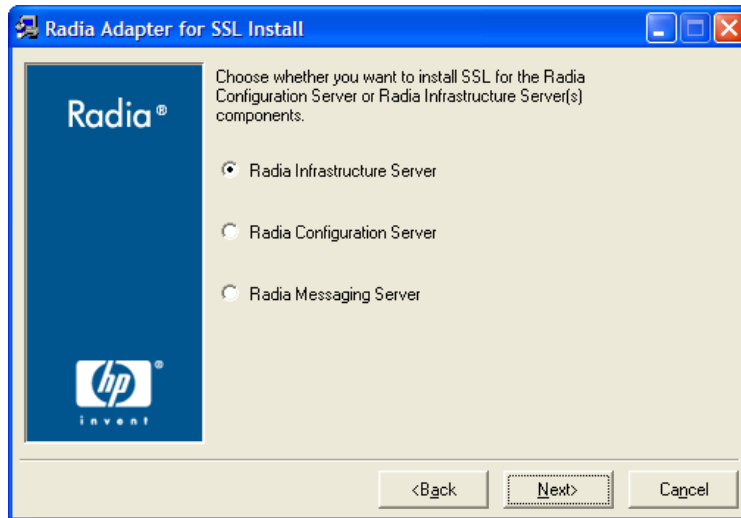 Radia Adapter for SSL Install
Radia®
Choose whether you want to install SSL for the Radia
Configuration Server or Radia Infrastructure Server(s)
components.
Radia Infrastructure Server
Radia Configuration Server
Radia Messaging Server
hp®
invent
<Back
Next>
Cancel